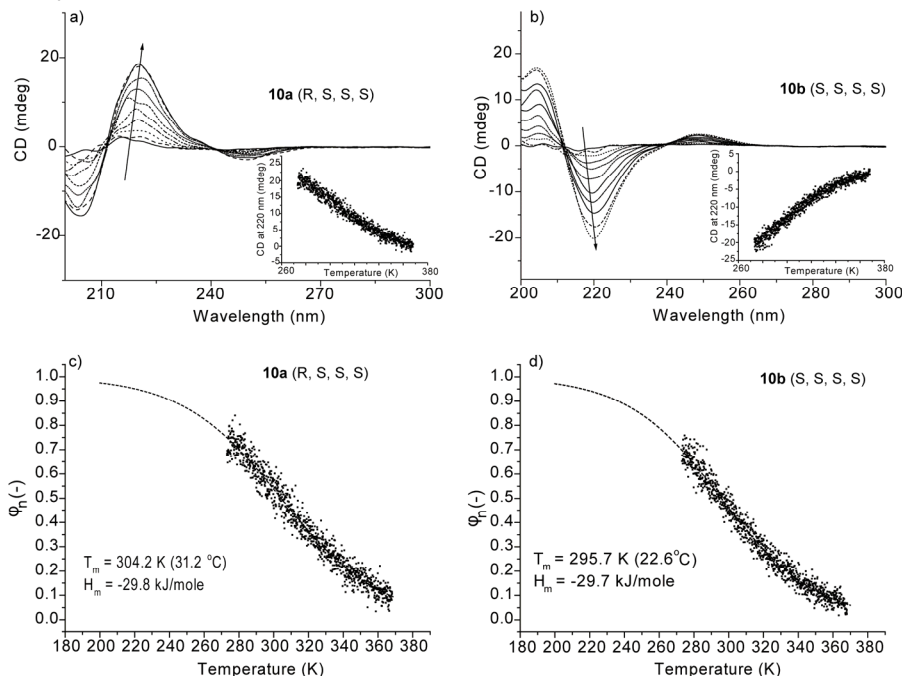 a)
20
0
-20
CD (mdeg)
10a (R, S, S, S)
25
20
15
10
5
0
-5
CD at 220 nm (mdeg)
260 380
Temperature (K)
210 240 270 300
Wavelength (nm)
b)
20
10
0
-10
-20
CD (mdeg)
10b (S, S, S, S)
5
0
-5
-10
-15
-20
-25
CD at 220 nm (mdeg)
260 380
Temperature (K)
200 220 240 260 280 300
Wavelength (nm)
c)
10a (R, S, S, S)
1.0
0.9
0.8
0.7
0.6
0.5
0.4
0.3
0.2
0.1
0.0
φn(-)
Tm = 304.2 K (31.2 °C)
Hm = -29.8 kJ/mole
180 200 220 240 260 280 300 320 340 360 380
Temperature (K)
d)
10b (S, S, S, S)
1.0
0.9
0.8
0.7
0.6
0.5
0.4
0.3
0.2
0.1
0.0
φn(-)
Tm = 295.7 K (22.6°C)
Hm = -29.7 kJ/mole
180 200 220 240 260 280 300 320 340 360 380
Temperature (K)